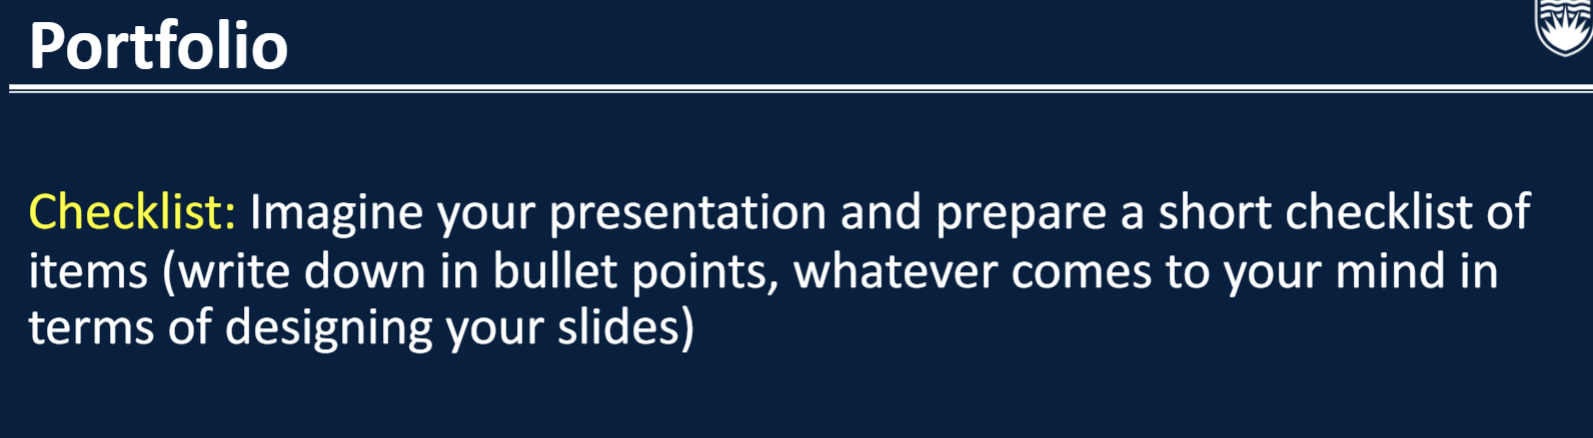 Portfolio
Checklist: Imagine your presentation and prepare a short checklist of
items (write down in bullet points, whatever comes to your mind in
terms of designing your slides)